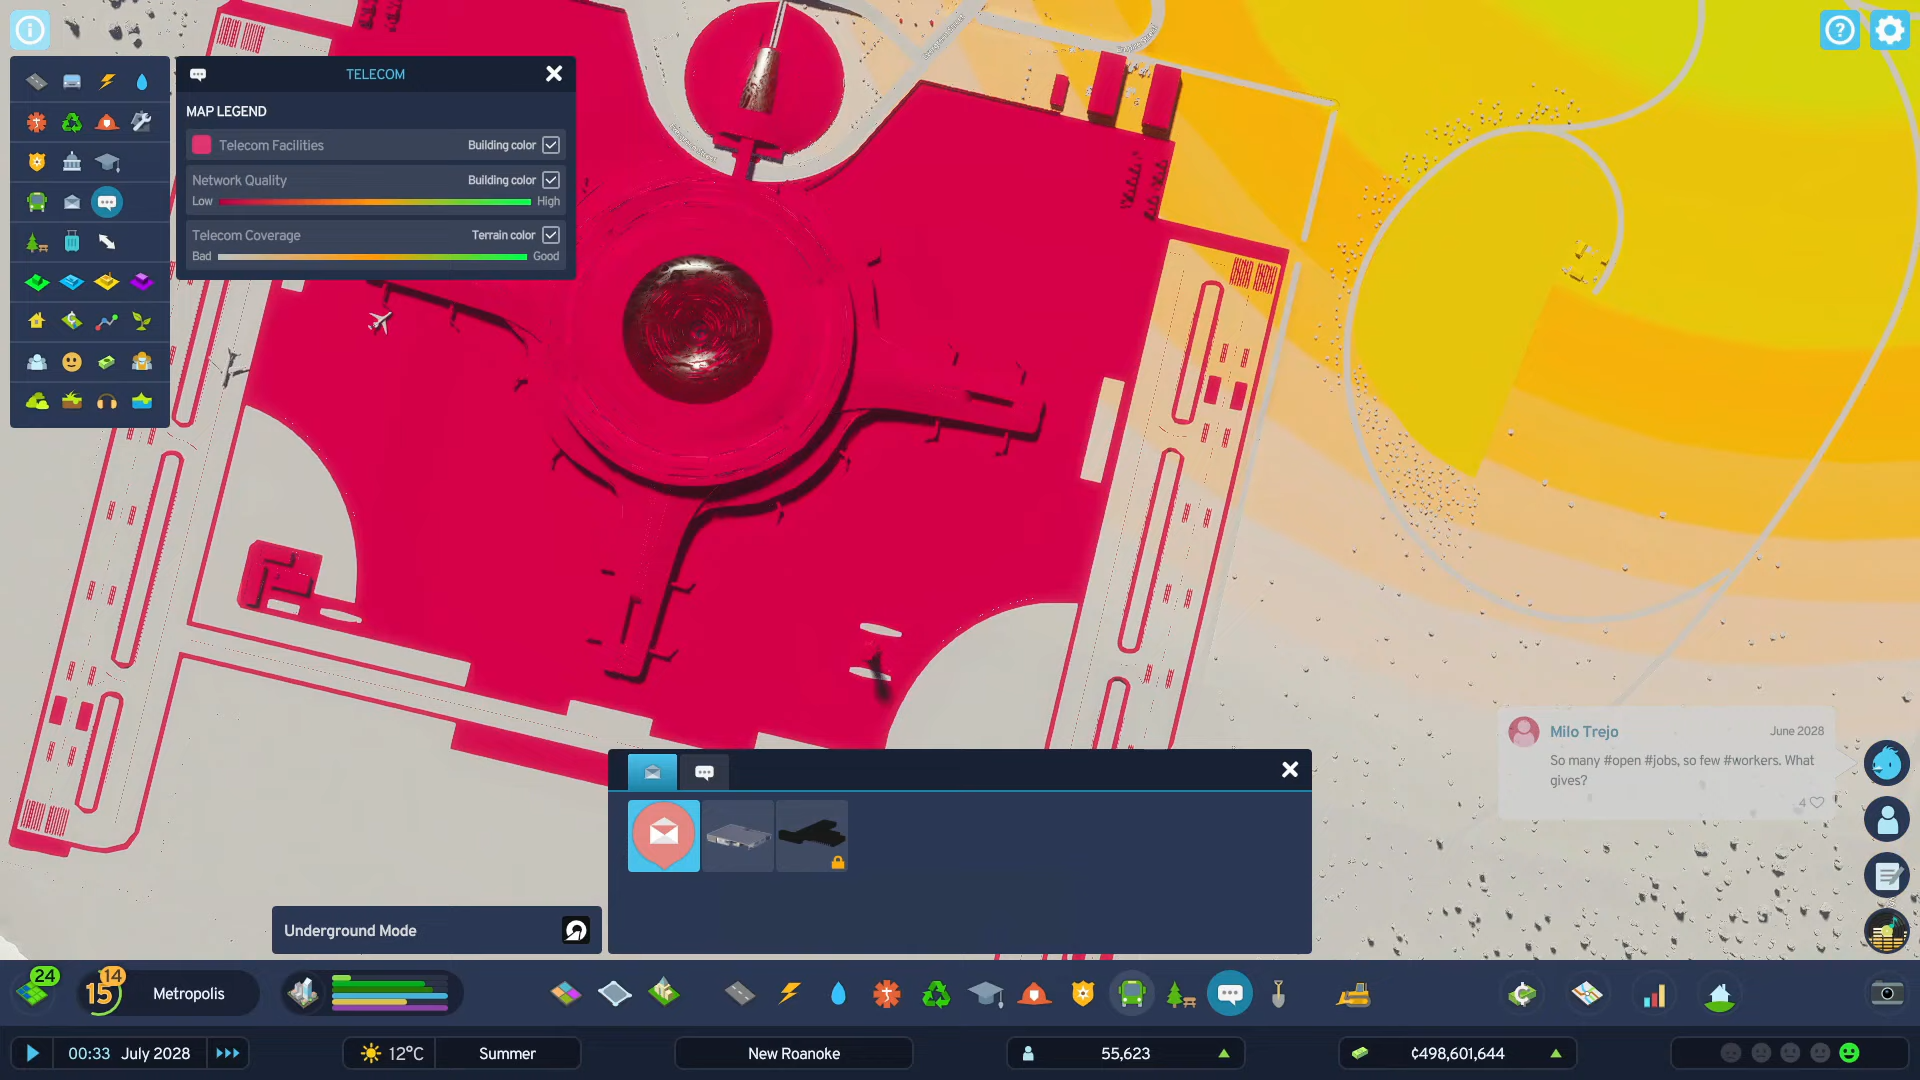 TELECOM
MAP LEGEND
Telecom Facilities
Building color
Network Quality
Building color
Low
High
Telecom Coverage
Terrain color
Bad
Good
Milo Trejo
June 2028
So many #open #jobs, so few #workers. What
gives?
4
Underground Mode
24
14
15
Metropolis
00:33
July 2028
12°C
Summer
New Roanoke
55,623
¢498,601,644